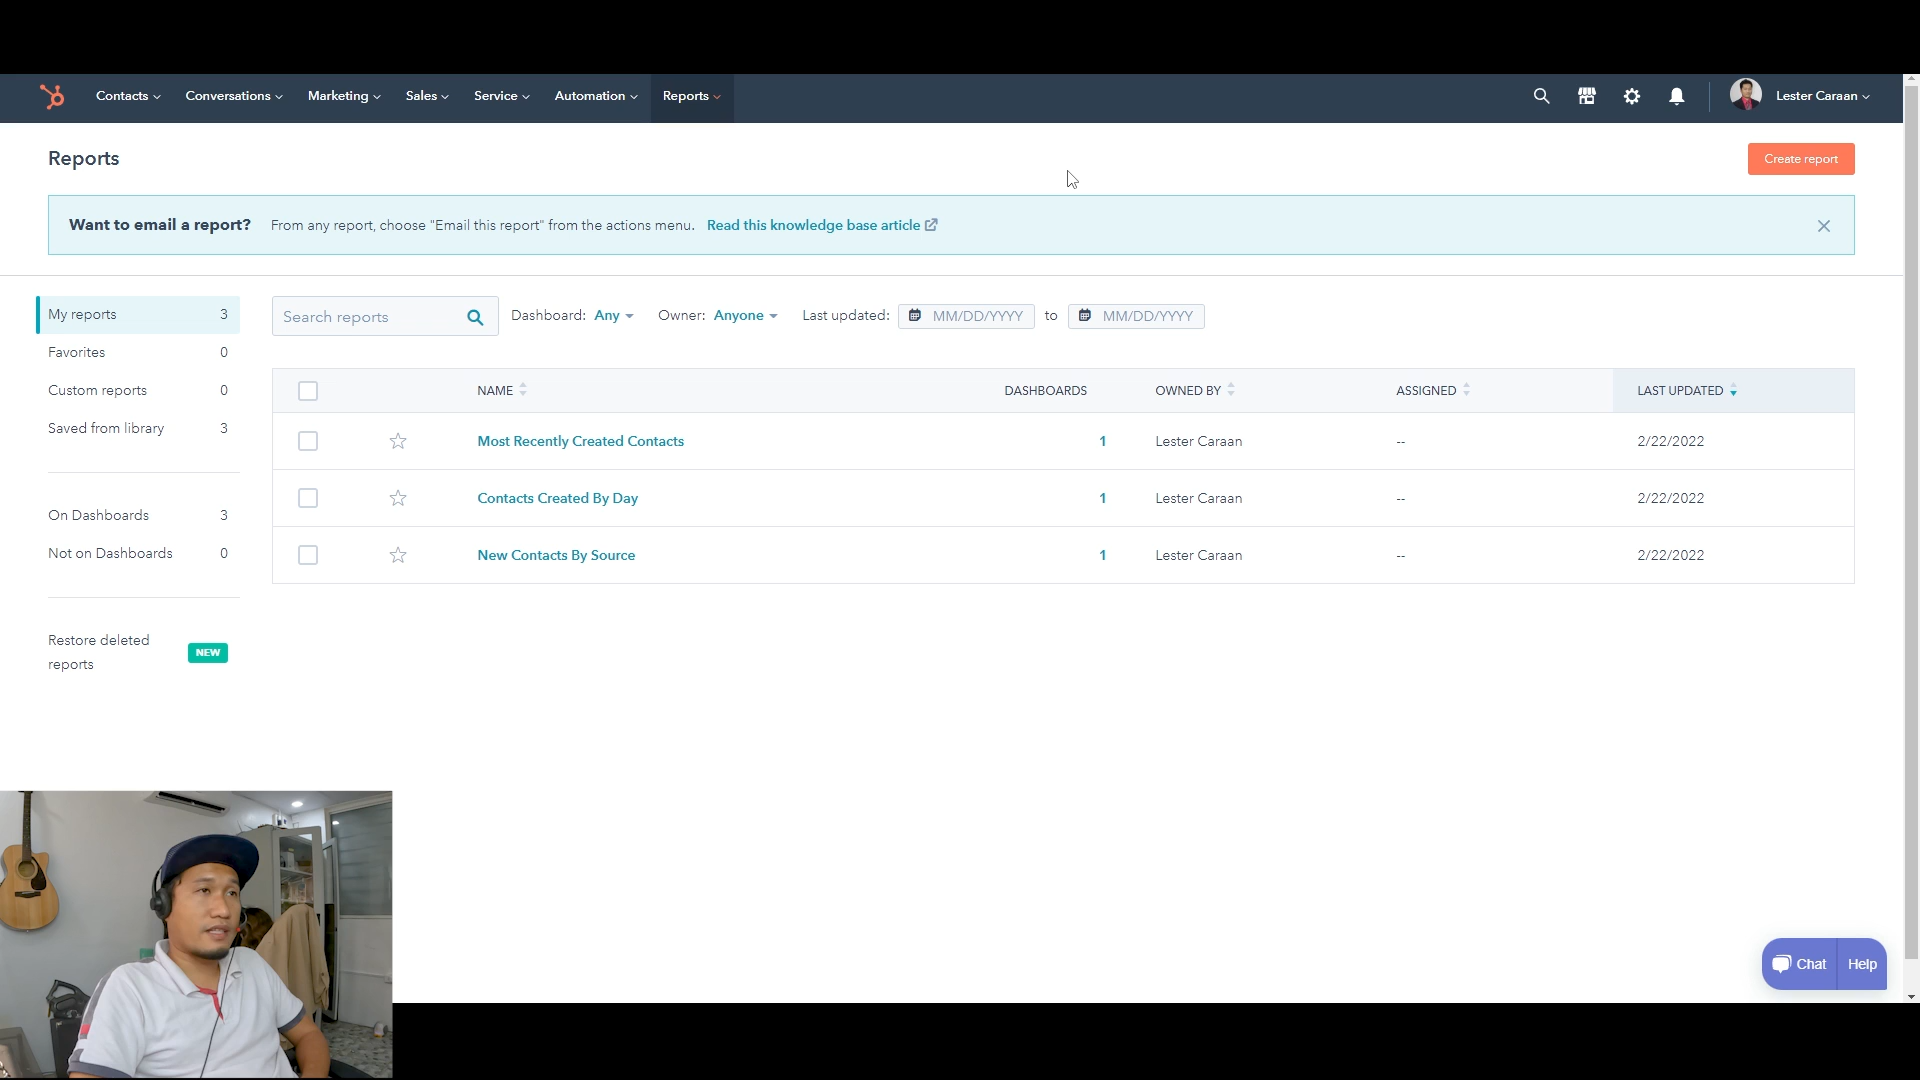 Contacts Conversations Marketing Sales Service Automation Reports Lester Caraan
Reports
Create report
Want to email a report? From any report, choose "Email this report" from the actions menu. Read this knowledge base article
My reports 3
Favorites 0
Custom reports 0
Saved from library 3
On Dashboards 3
Not on Dashboards 0
Restore deleted
reports
NEW
Search reports Dashboard: Any Owner: Anyone Last updated: MM/DD/YYYY to MM/DD/YYYY
NAME DASHBOARDS OWNED BY ASSIGNED LAST UPDATED
Most Recently Created Contacts 1 Lester Caraan -- 2/22/2022
Contacts Created By Day 1 Lester Caraan -- 2/22/2022
New Contacts By Source 1 Lester Caraan -- 2/22/2022
Chat Help